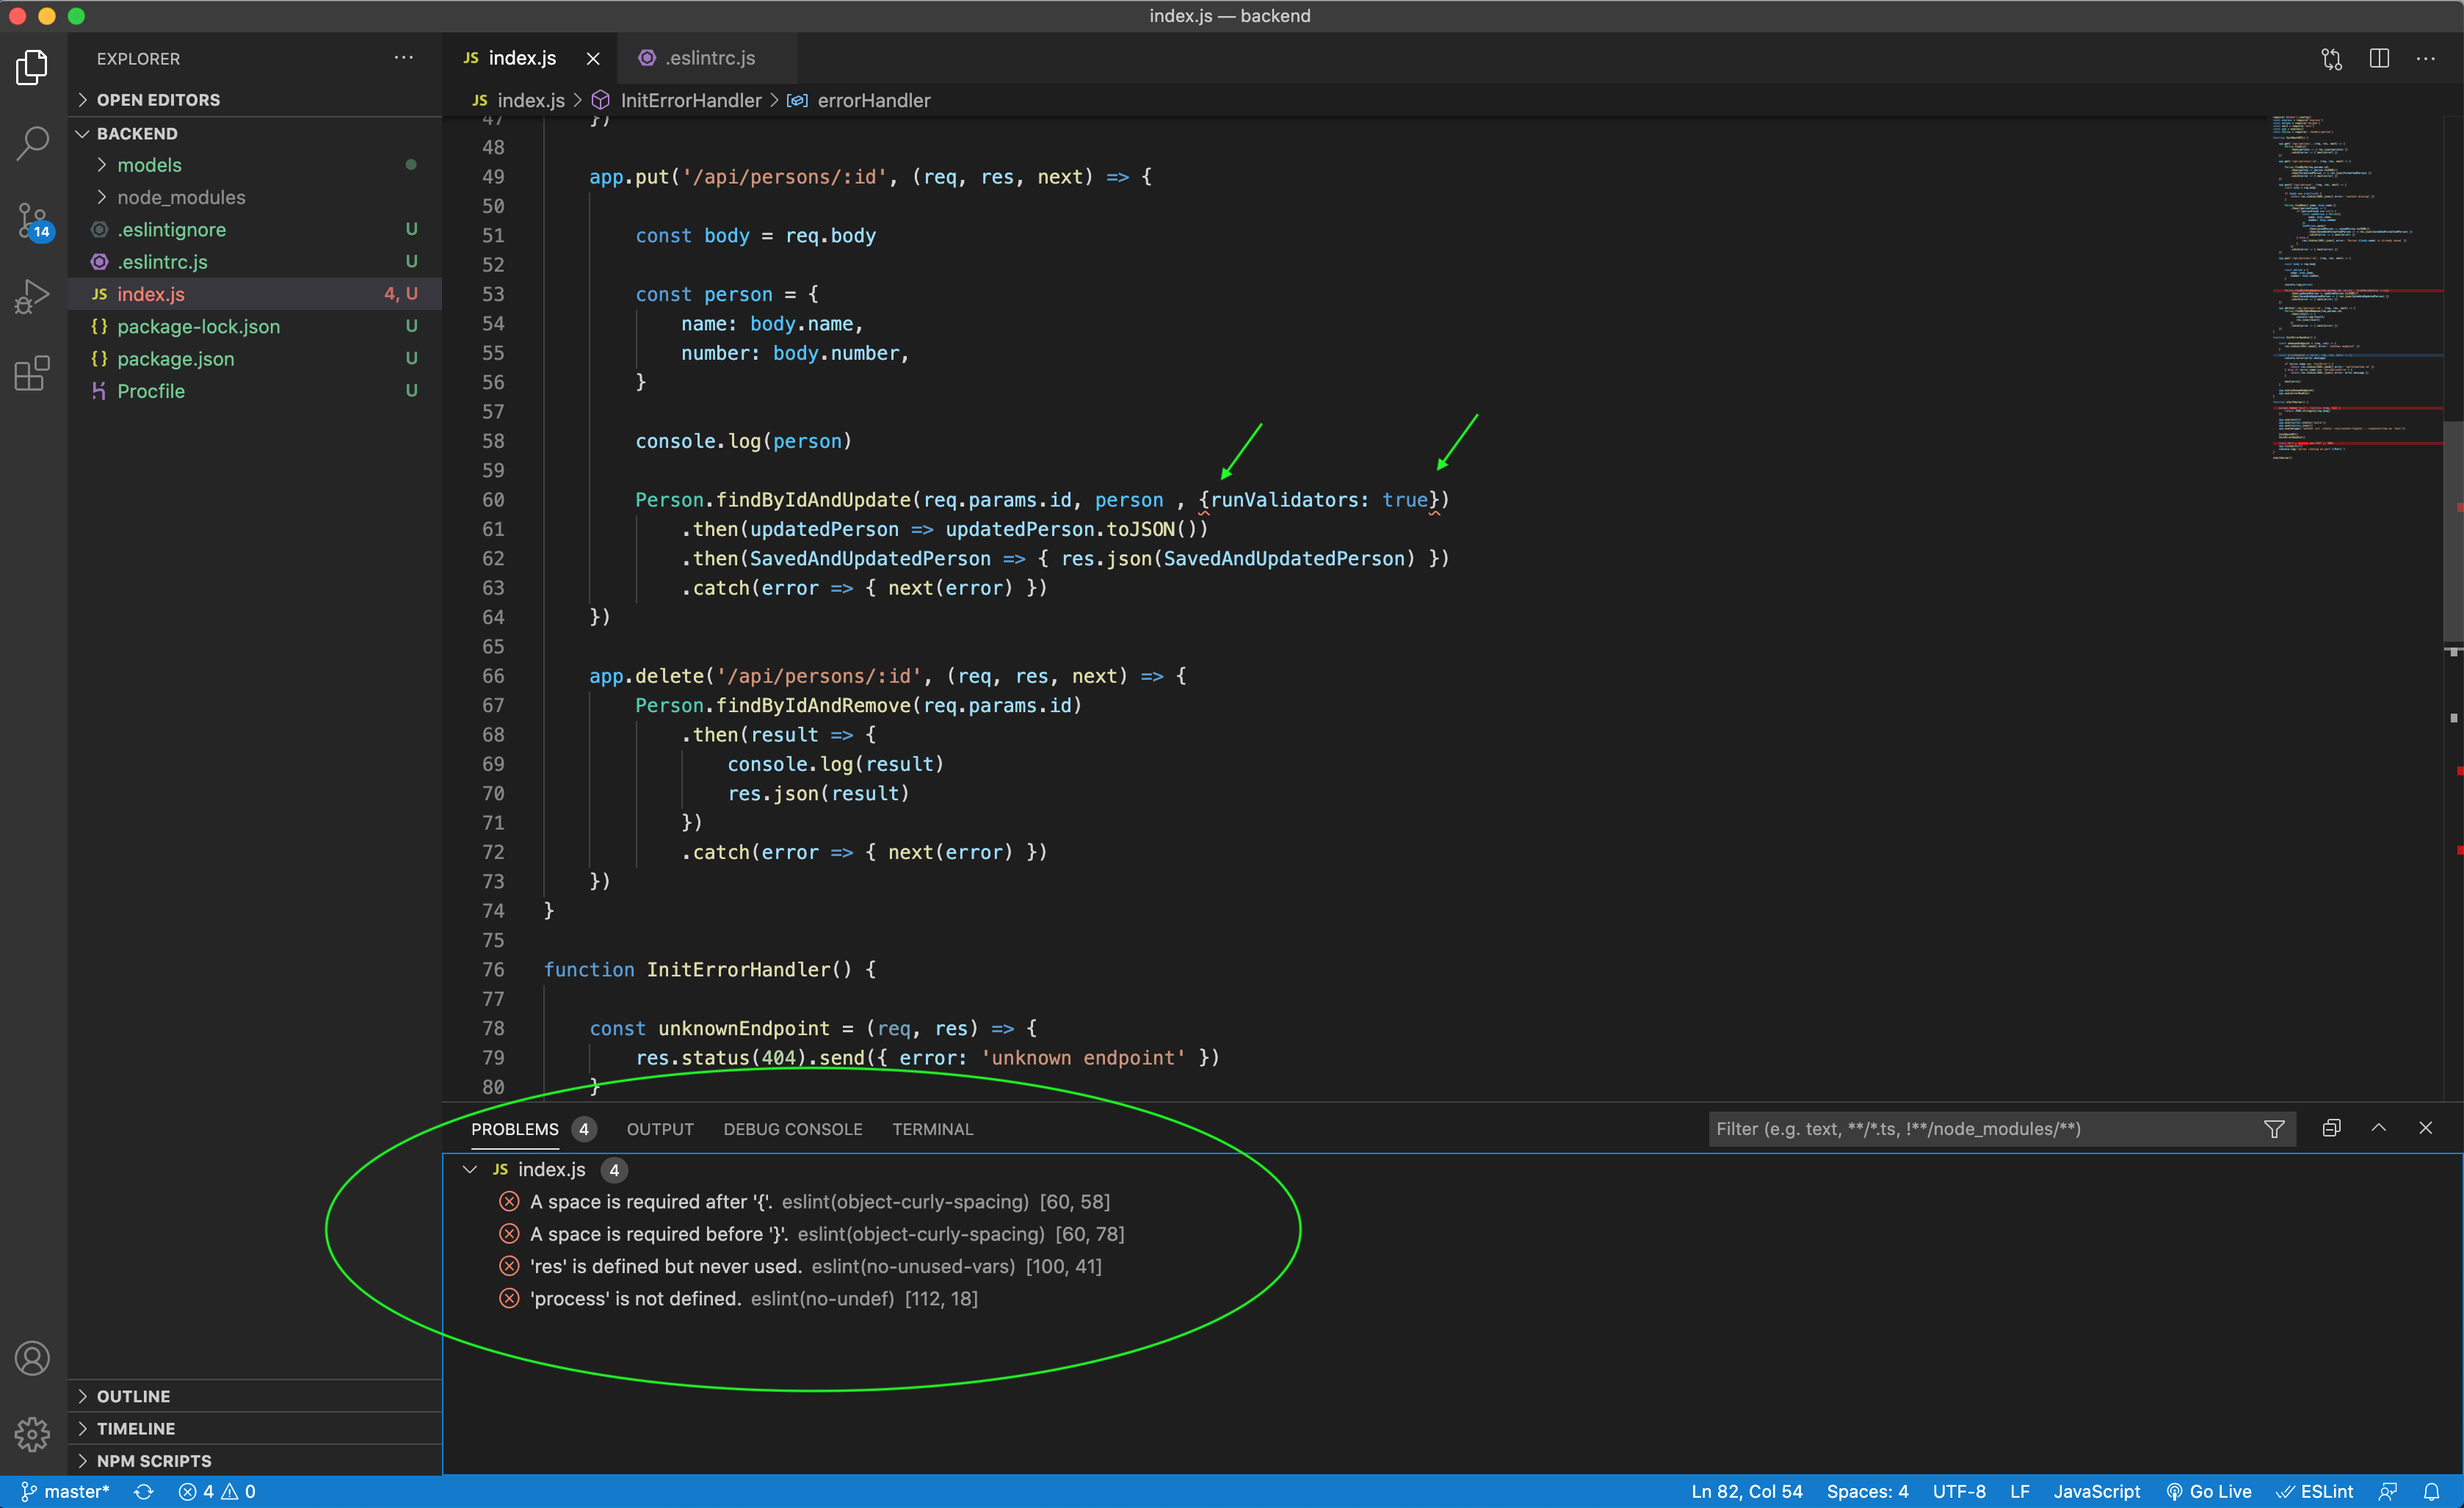 index.js — backend
EXPLORER
JS index.js
.eslintrc.js
OPEN EDITORS
JS index.js > InitErrorHandler > errorHandler
BACKEND
models
node_modules
.eslintignore U
.eslintrc.js U
JS index.js 4, U
{} package-lock.json U
{} package.json U
Procfile U
14
47 })
48
49 app.put('/api/persons/:id', (req, res, next) => {
50
51 const body = req.body
52
53 const person = {
54 name: body.name,
55 number: body.number,
56 }
57
58 console.log(person)
59
60 Person.findByIdAndUpdate(req.params.id, person , {runValidators: true})
61 .then(updatedPerson => updatedPerson.toJSON())
62 .then(SavedAndUpdatedPerson => { res.json(SavedAndUpdatedPerson) })
63 .catch(error => { next(error) })
64 })
65
66 app.delete('/api/persons/:id', (req, res, next) => {
67 Person.findByIdAndRemove(req.params.id)
68 .then(result => {
69 console.log(result)
70 res.json(result)
71 })
72 .catch(error => { next(error) })
73 })
74 }
75
76 function InitErrorHandler() {
77
78 const unknownEndpoint = (req, res) => {
79 res.status(404).send({ error: 'unknown endpoint' })
80 }
PROBLEMS 4 OUTPUT DEBUG CONSOLE TERMINAL
Filter (e.g. text, **/*.ts, !**/node_modules/**)
JS index.js 4
A space is required after '{'. eslint(object-curly-spacing) [60, 58]
A space is required before '}'. eslint(object-curly-spacing) [60, 78]
'res' is defined but never used. eslint(no-unused-vars) [100, 41]
'process' is not defined. eslint(no-undef) [112, 18]
OUTLINE
TIMELINE
NPM SCRIPTS
master* 4 0
Ln 82, Col 54 Spaces: 4 UTF-8 LF JavaScript Go Live ESLint